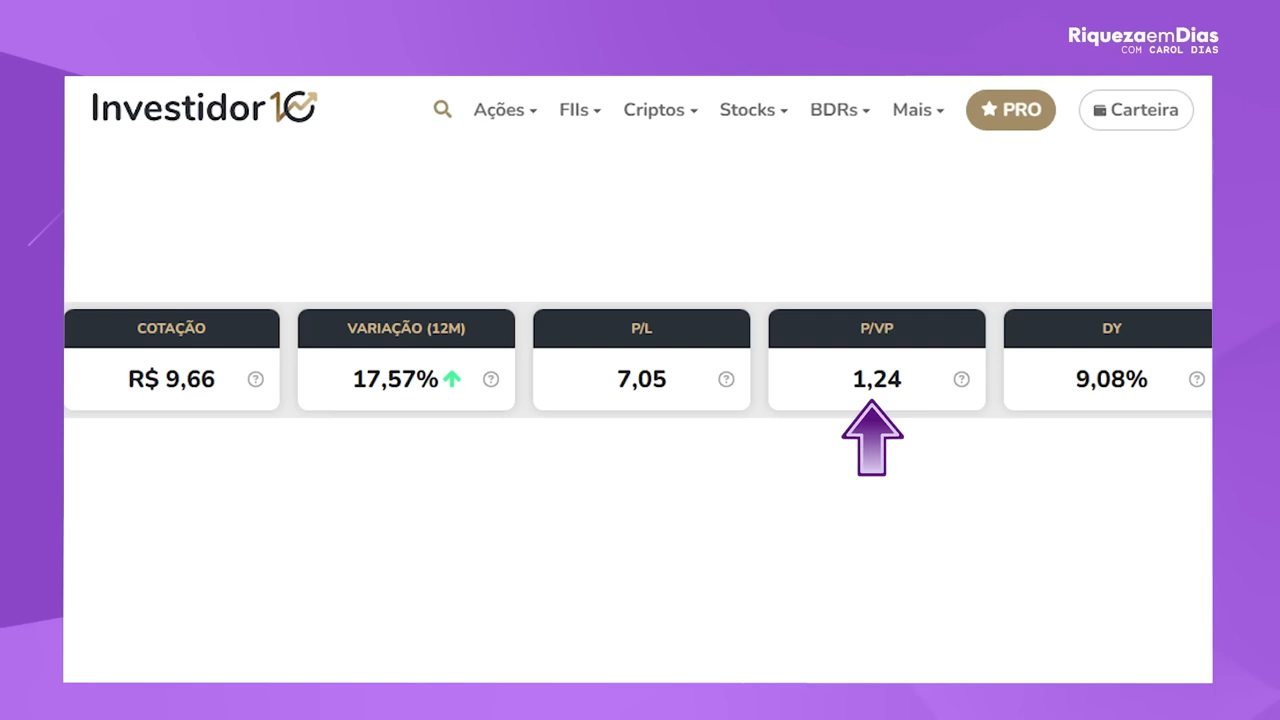 RiquezaemDias
COM CAROL DIAS
Investidor10
Ações FIIs Criptos Stocks BDRs Mais PRO Carteira
COTAÇÃO VARIAÇÃO (12M) P/L P/VP DY
R$ 9,66 ? 17,57% ? 7,05 ? 1,24 ? 9,08% ?